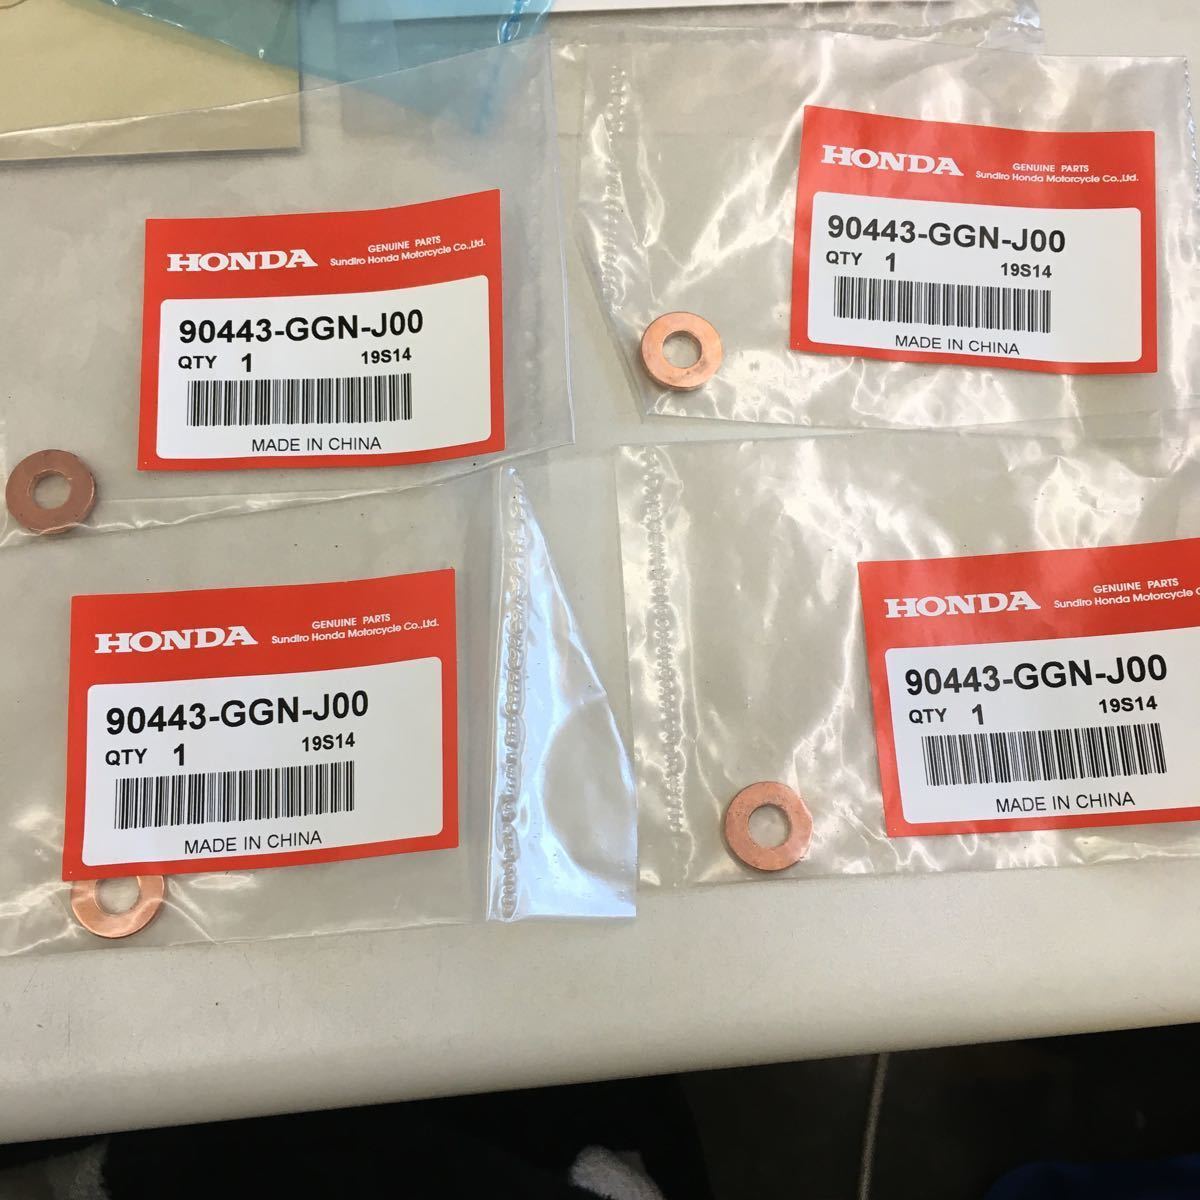 HONDA
GENUINE PARTS
Sundiro Honda Motorcycle Co.,Ltd.
90443-GGN-J00
QTY 1 19S14
MADE IN CHINA
HONDA
GENUINE PARTS
Sundiro Honda Motorcycle Co.,Ltd.
90443-GGN-J00
QTY 1 19S14
MADE IN CHINA
HONDA
GENUINE PARTS
Sundiro Honda Motorcycle Co.,Ltd.
90443-GGN-J00
QTY 1 19S14
MADE IN CHINA
HONDA
GENUINE PARTS
Sundiro Honda Motorcycle C
90443-GGN-J00
QTY 1 19S14
MADE IN CHINA